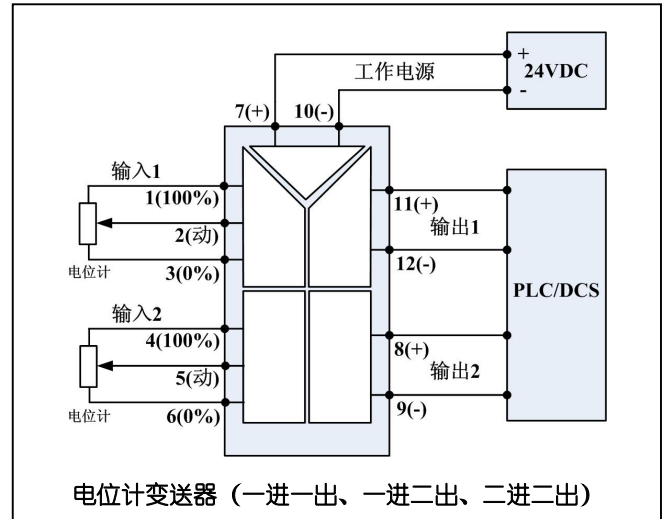 +
工作电源
24VDC
-
7(+)
10(-)
输入1
1(100%)
11(+)
2(动)
输出1
电位计
3(0%)
12(-)
PLC/DCS
输入2
4(100%)
8(+)
5(动)
输出2
电位计
6(0%)
9(-)
电位计变送器（一进一出、一进二出、二进二出）